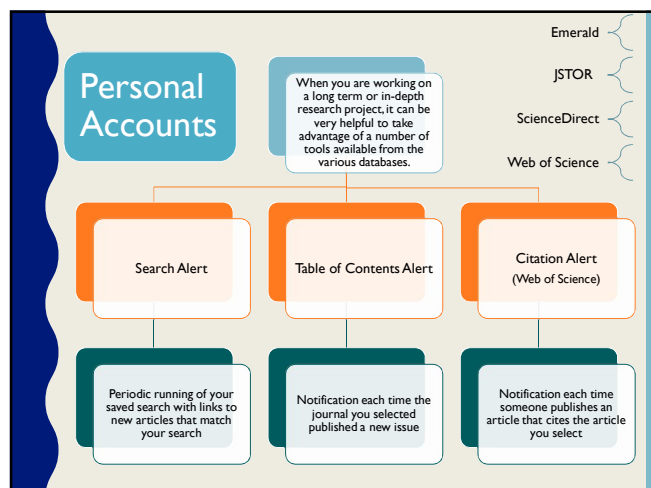 Personal
Accounts
When you are working on
a long term or in-depth
research project, it can be
very helpful to take
advantage of a number of
tools available from the
various databases.
Emerald
JSTOR
ScienceDirect
Web of Science
Search Alert
Table of Contents Alert
Citation Alert
(Web of Science)
Periodic running of your
saved search with links to
new articles that match
your search
Notification each time the
journal you selected
published a new issue
Notification each time
someone publishes an
article that cites the article
you select